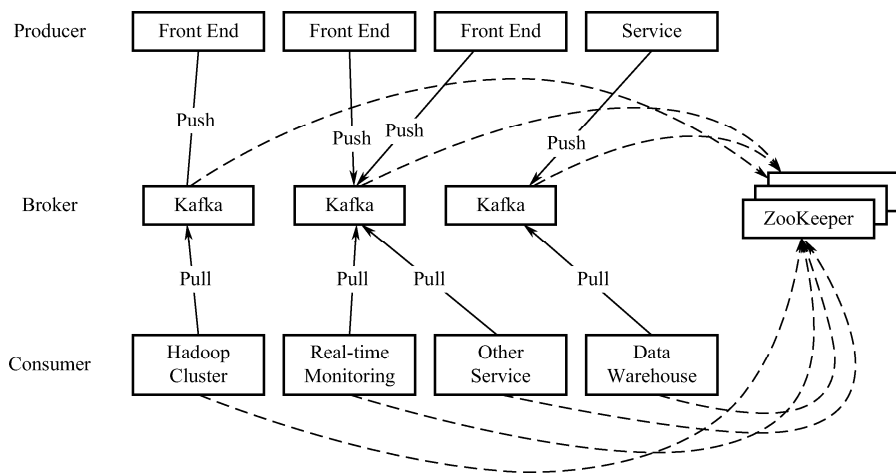 Producer
Front End
Front End
Front End
Service
Push
Push
Push
Push
Broker
Kafka
Kafka
Kafka
ZooKeeper
Pull
Pull
Pull
Pull
Consumer
Hadoop
Cluster
Real-time
Monitoring
Other
Service
Data
Warehouse